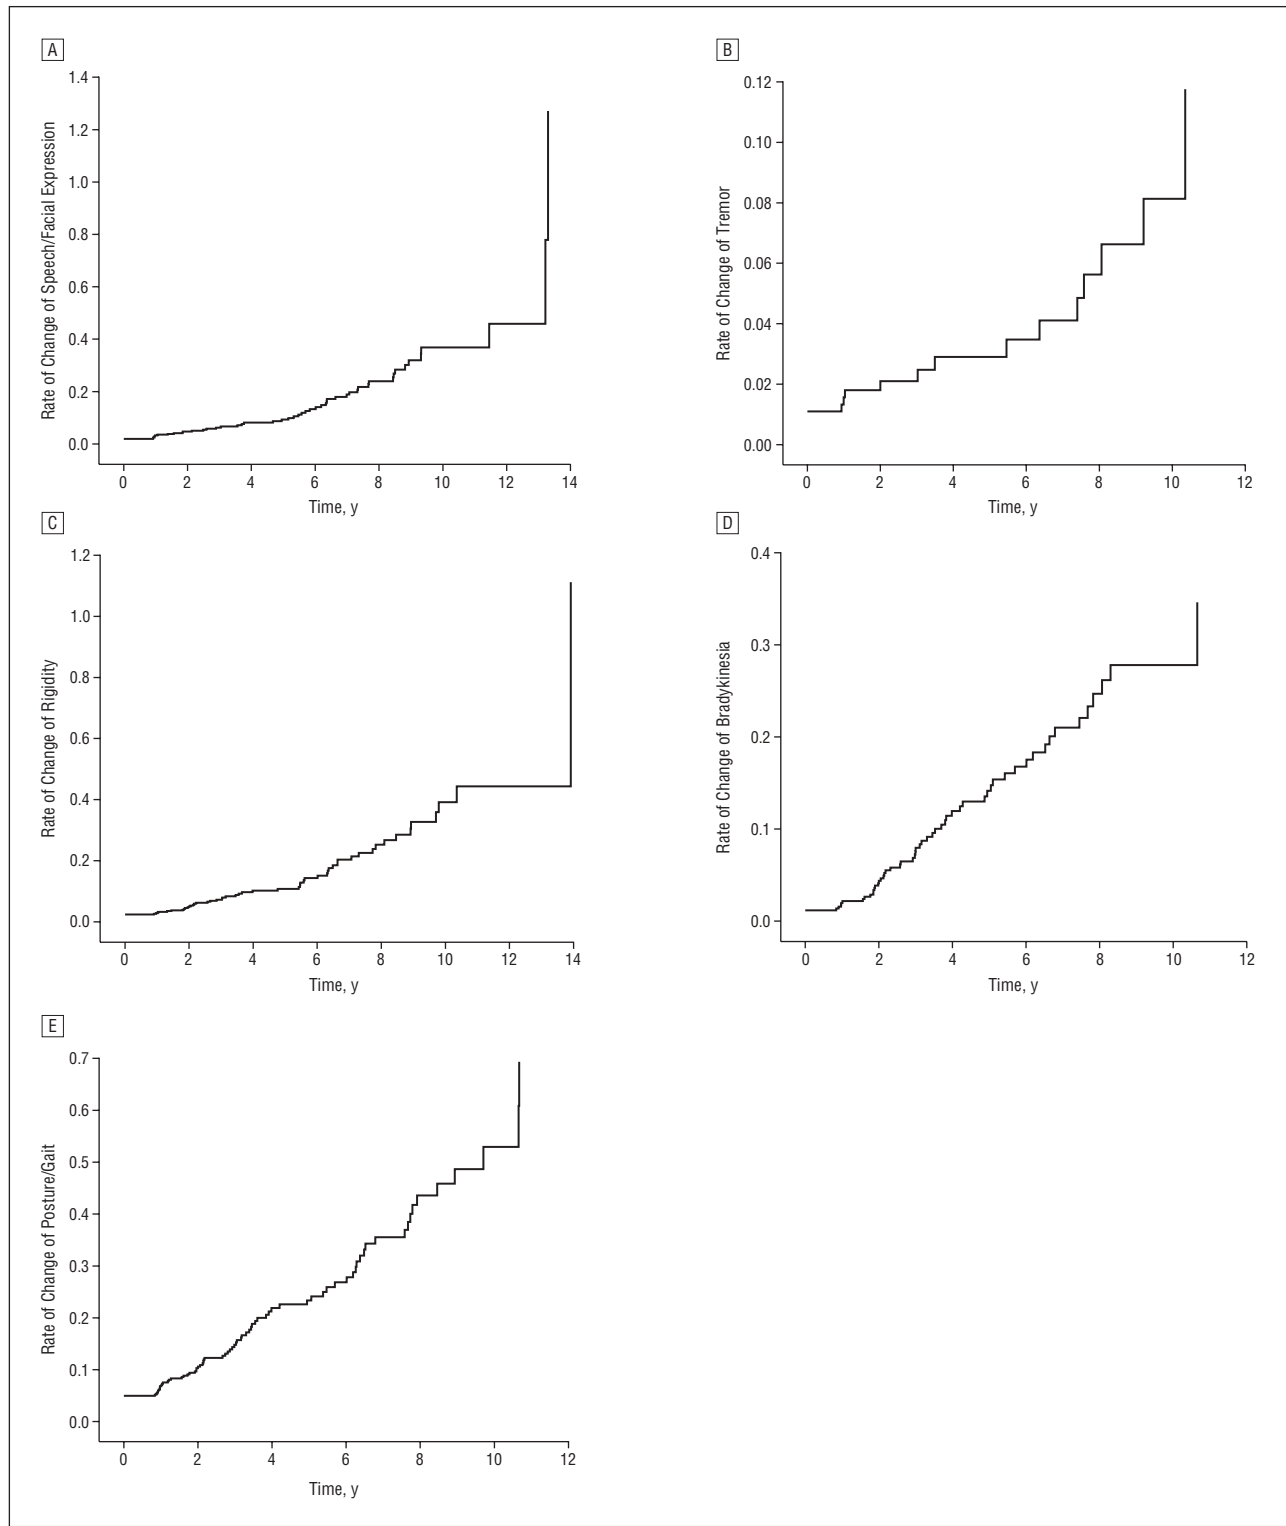 A
Rate of Change of Speech/Facial Expression
1.4
1.2
1.0
0.8
0.6
0.4
0.2
0.0
0 2 4 6 8 10 12 14
Time, y
B
Rate of Change of Tremor
0.12
0.10
0.08
0.06
0.04
0.02
0.00
0 2 4 6 8 10 12
Time, y
C
Rate of Change of Rigidity
1.2
1.0
0.8
0.6
0.4
0.2
0.0
0 2 4 6 8 10 12 14
Time, y
D
Rate of Change of Bradykinesia
0.4
0.3
0.2
0.1
0.0
0 2 4 6 8 10 12
Time, y
E
Rate of Change of Posture/Gait
0.7
0.6
0.5
0.4
0.3
0.2
0.1
0.0
0 2 4 6 8 10 12
Time, y